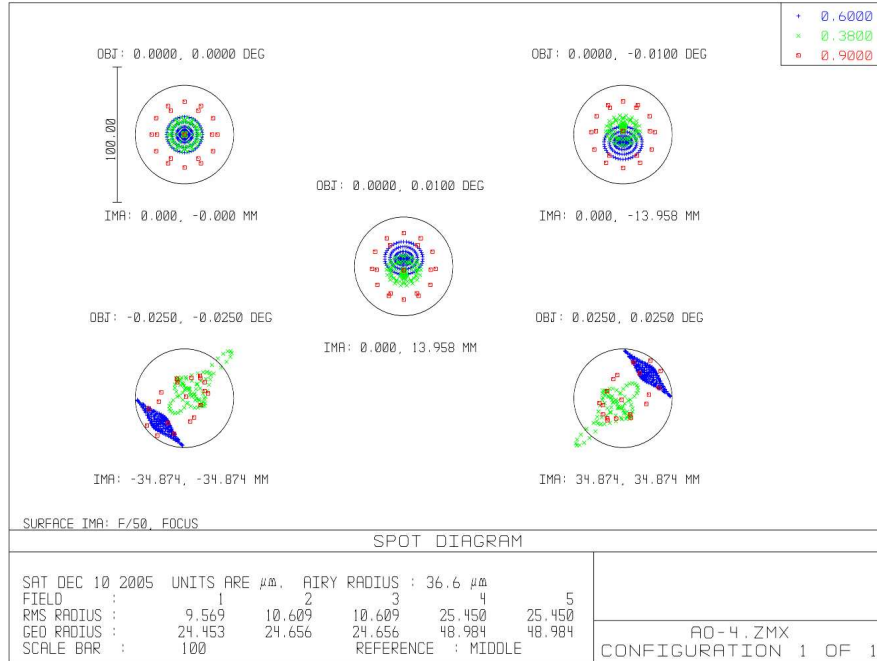 + 0.6000
× 0.3800
¤ 0.9000
OBJ: 0.0000, 0.0000 DEG
OBJ: 0.0000, -0.0100 DEG
100.00
IMA: 0.000, -0.000 MM
IMA: 0.000, -13.958 MM
OBJ: 0.0000, 0.0100 DEG
IMA: 0.000, 13.958 MM
OBJ: -0.0250, -0.0250 DEG
OBJ: 0.0250, 0.0250 DEG
IMA: -34.874, -34.874 MM
IMA: 34.874, 34.874 MM
SURFACE IMA: F/50, FOCUS
SPOT DIAGRAM
SAT DEC 10 2005 UNITS ARE µm. AIRY RADIUS : 36.6 µm
FIELD : 1 2 3 4 5
RMS RADIUS : 9.569 10.609 10.609 25.450 25.450
GEO RADIUS : 24.453 24.656 24.656 48.984 48.984
SCALE BAR : 100 REFERENCE : MIDDLE
AO-4.ZMX
CONFIGURATION 1 OF 1